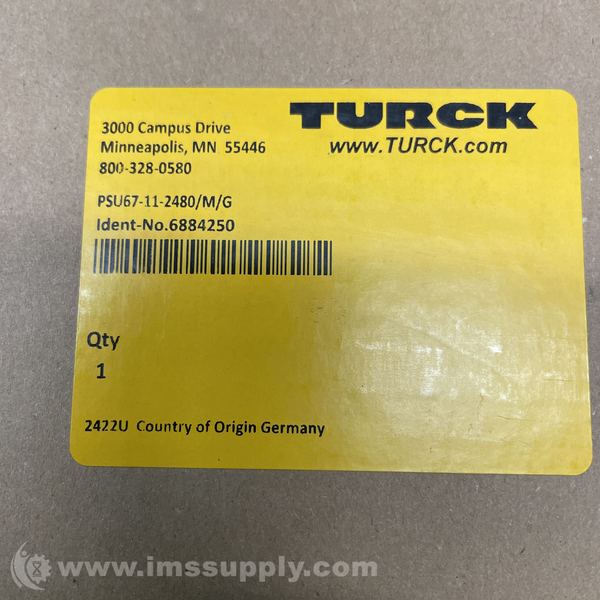 TURCK
www.TURCK.com
3000 Campus Drive
Minneapolis, MN 55446
800-328-0580
PSU67-11-2480/M/G
Ident-No.6884250
Qty
1
2422U Country of Origin Germany
www.imssupply.com